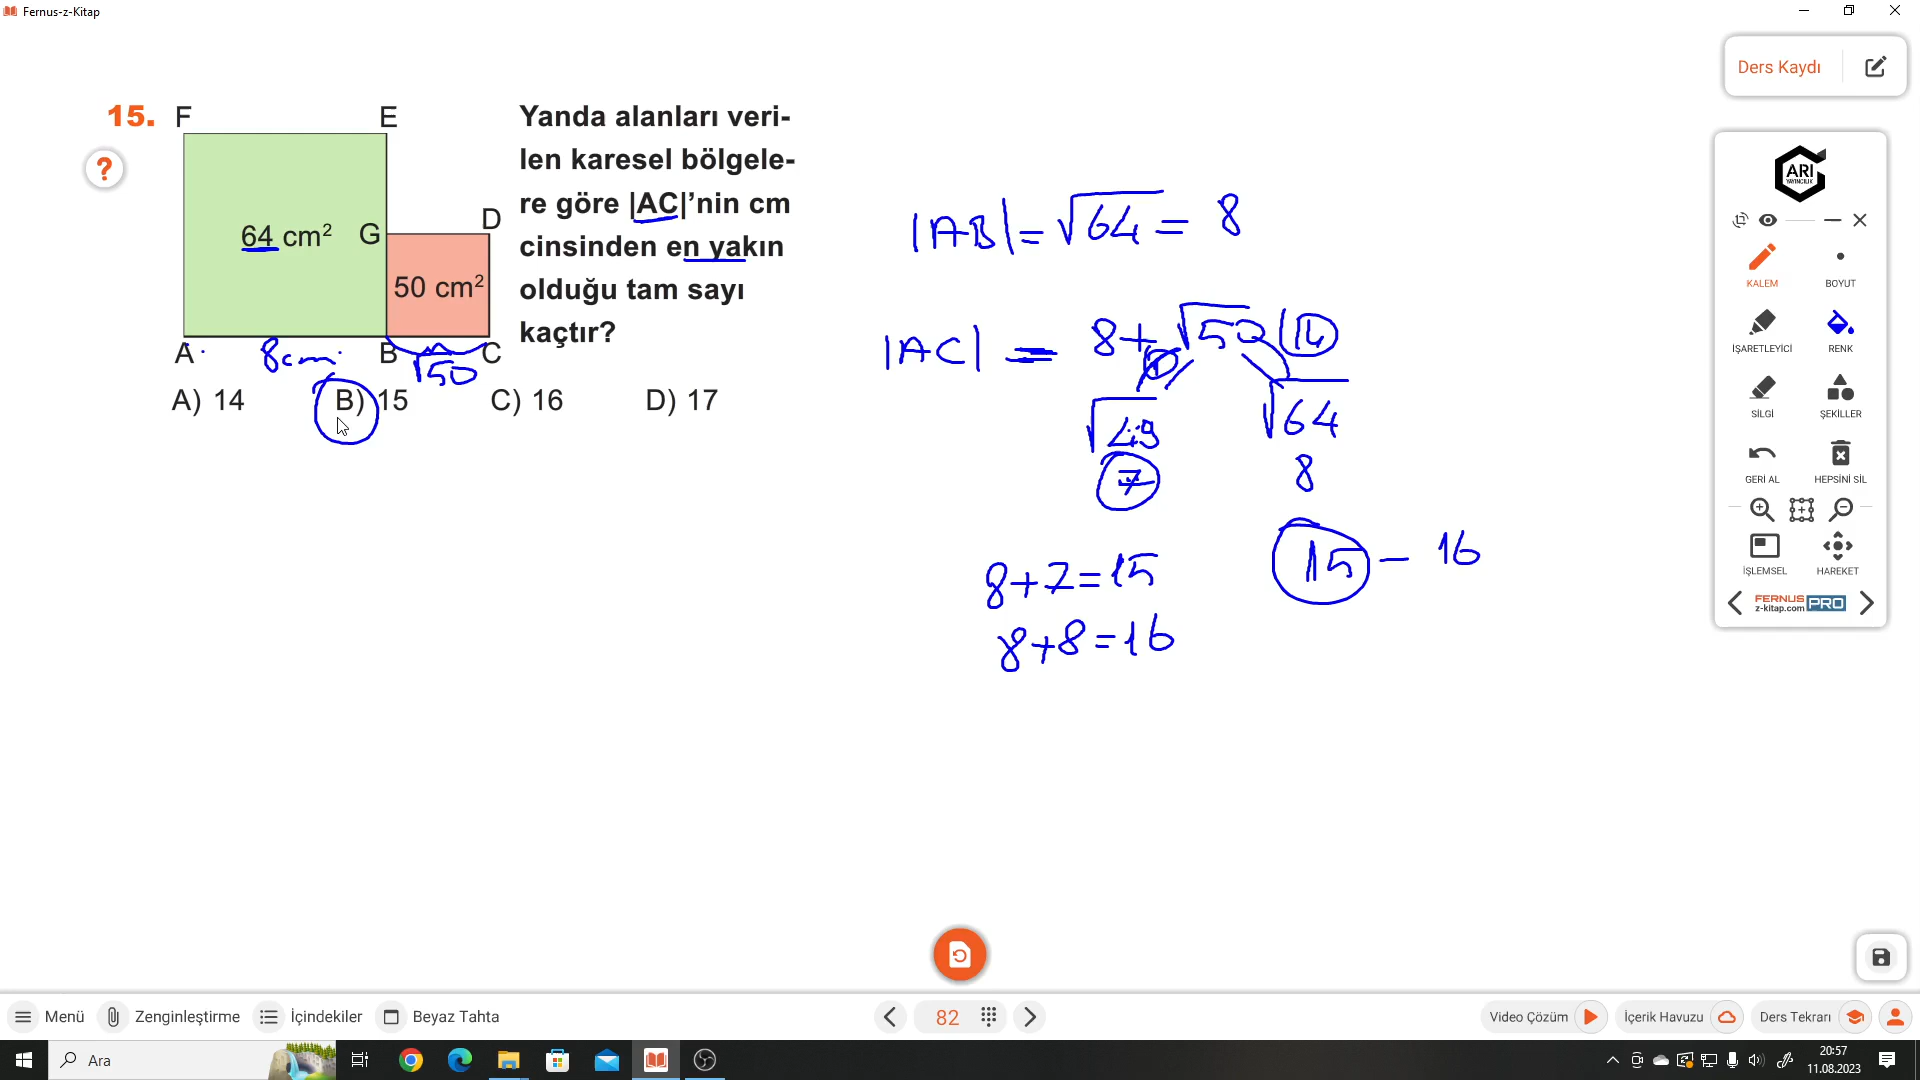 Fernus-z-Kitap
Ders Kaydı
15.
F
E
64 cm²
G
D
50 cm²
A
B
C
8cm
√50
Yanda alanları veri-
len karesel bölgele-
re göre |AC|'nin cm
cinsinden en yakın
olduğu tam sayı
kaçtır?
A) 14
B) 15
C) 16
D) 17
|AB| = √64 = 8
|AC| = 8 + √50
14
1
√49
√64
7
8
8+7=15
15 - 16
8+8=16
ARI
YAYINCILIK
KALEM
BOYUT
İŞARETLEYİCİ
RENK
SİLGİ
ŞEKİLLER
GERİ AL
HEPSİNİ SİL
İŞLEMSEL
HAREKET
FERNUS
z-kitap.com PRO
Menü
Zenginleştirme
İçindekiler
Beyaz Tahta
82
Video Çözüm
İçerik Havuzu
Ders Tekrarı
Ara
20:57
11.08.2023